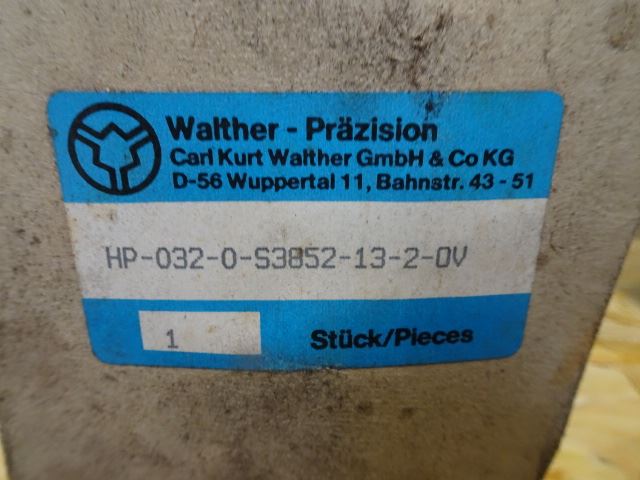 Walther - Präzision
Carl Kurt Walther GmbH & Co KG
D-56 Wuppertal 11, Bahnstr. 43 - 51
HP-032-0-S3852-13-2-0V
1 Stück/Pieces